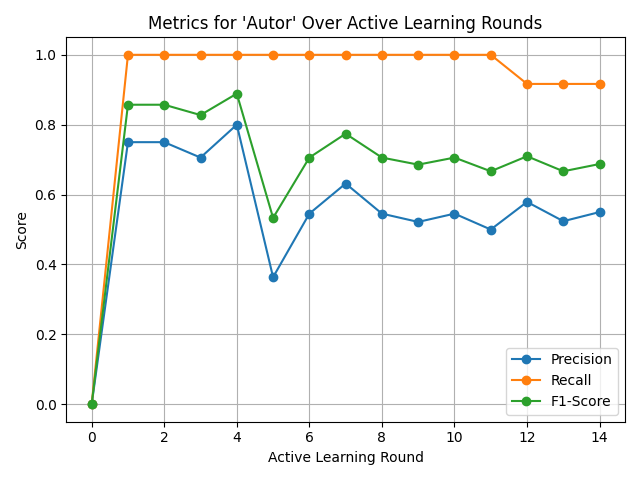 Metrics for 'Autor' Over Active Learning Rounds
Score
1.0
0.8
0.6
0.4
0.2
0.0
Precision
Recall
F1-Score
0 2 4 6 8 10 12 14
Active Learning Round